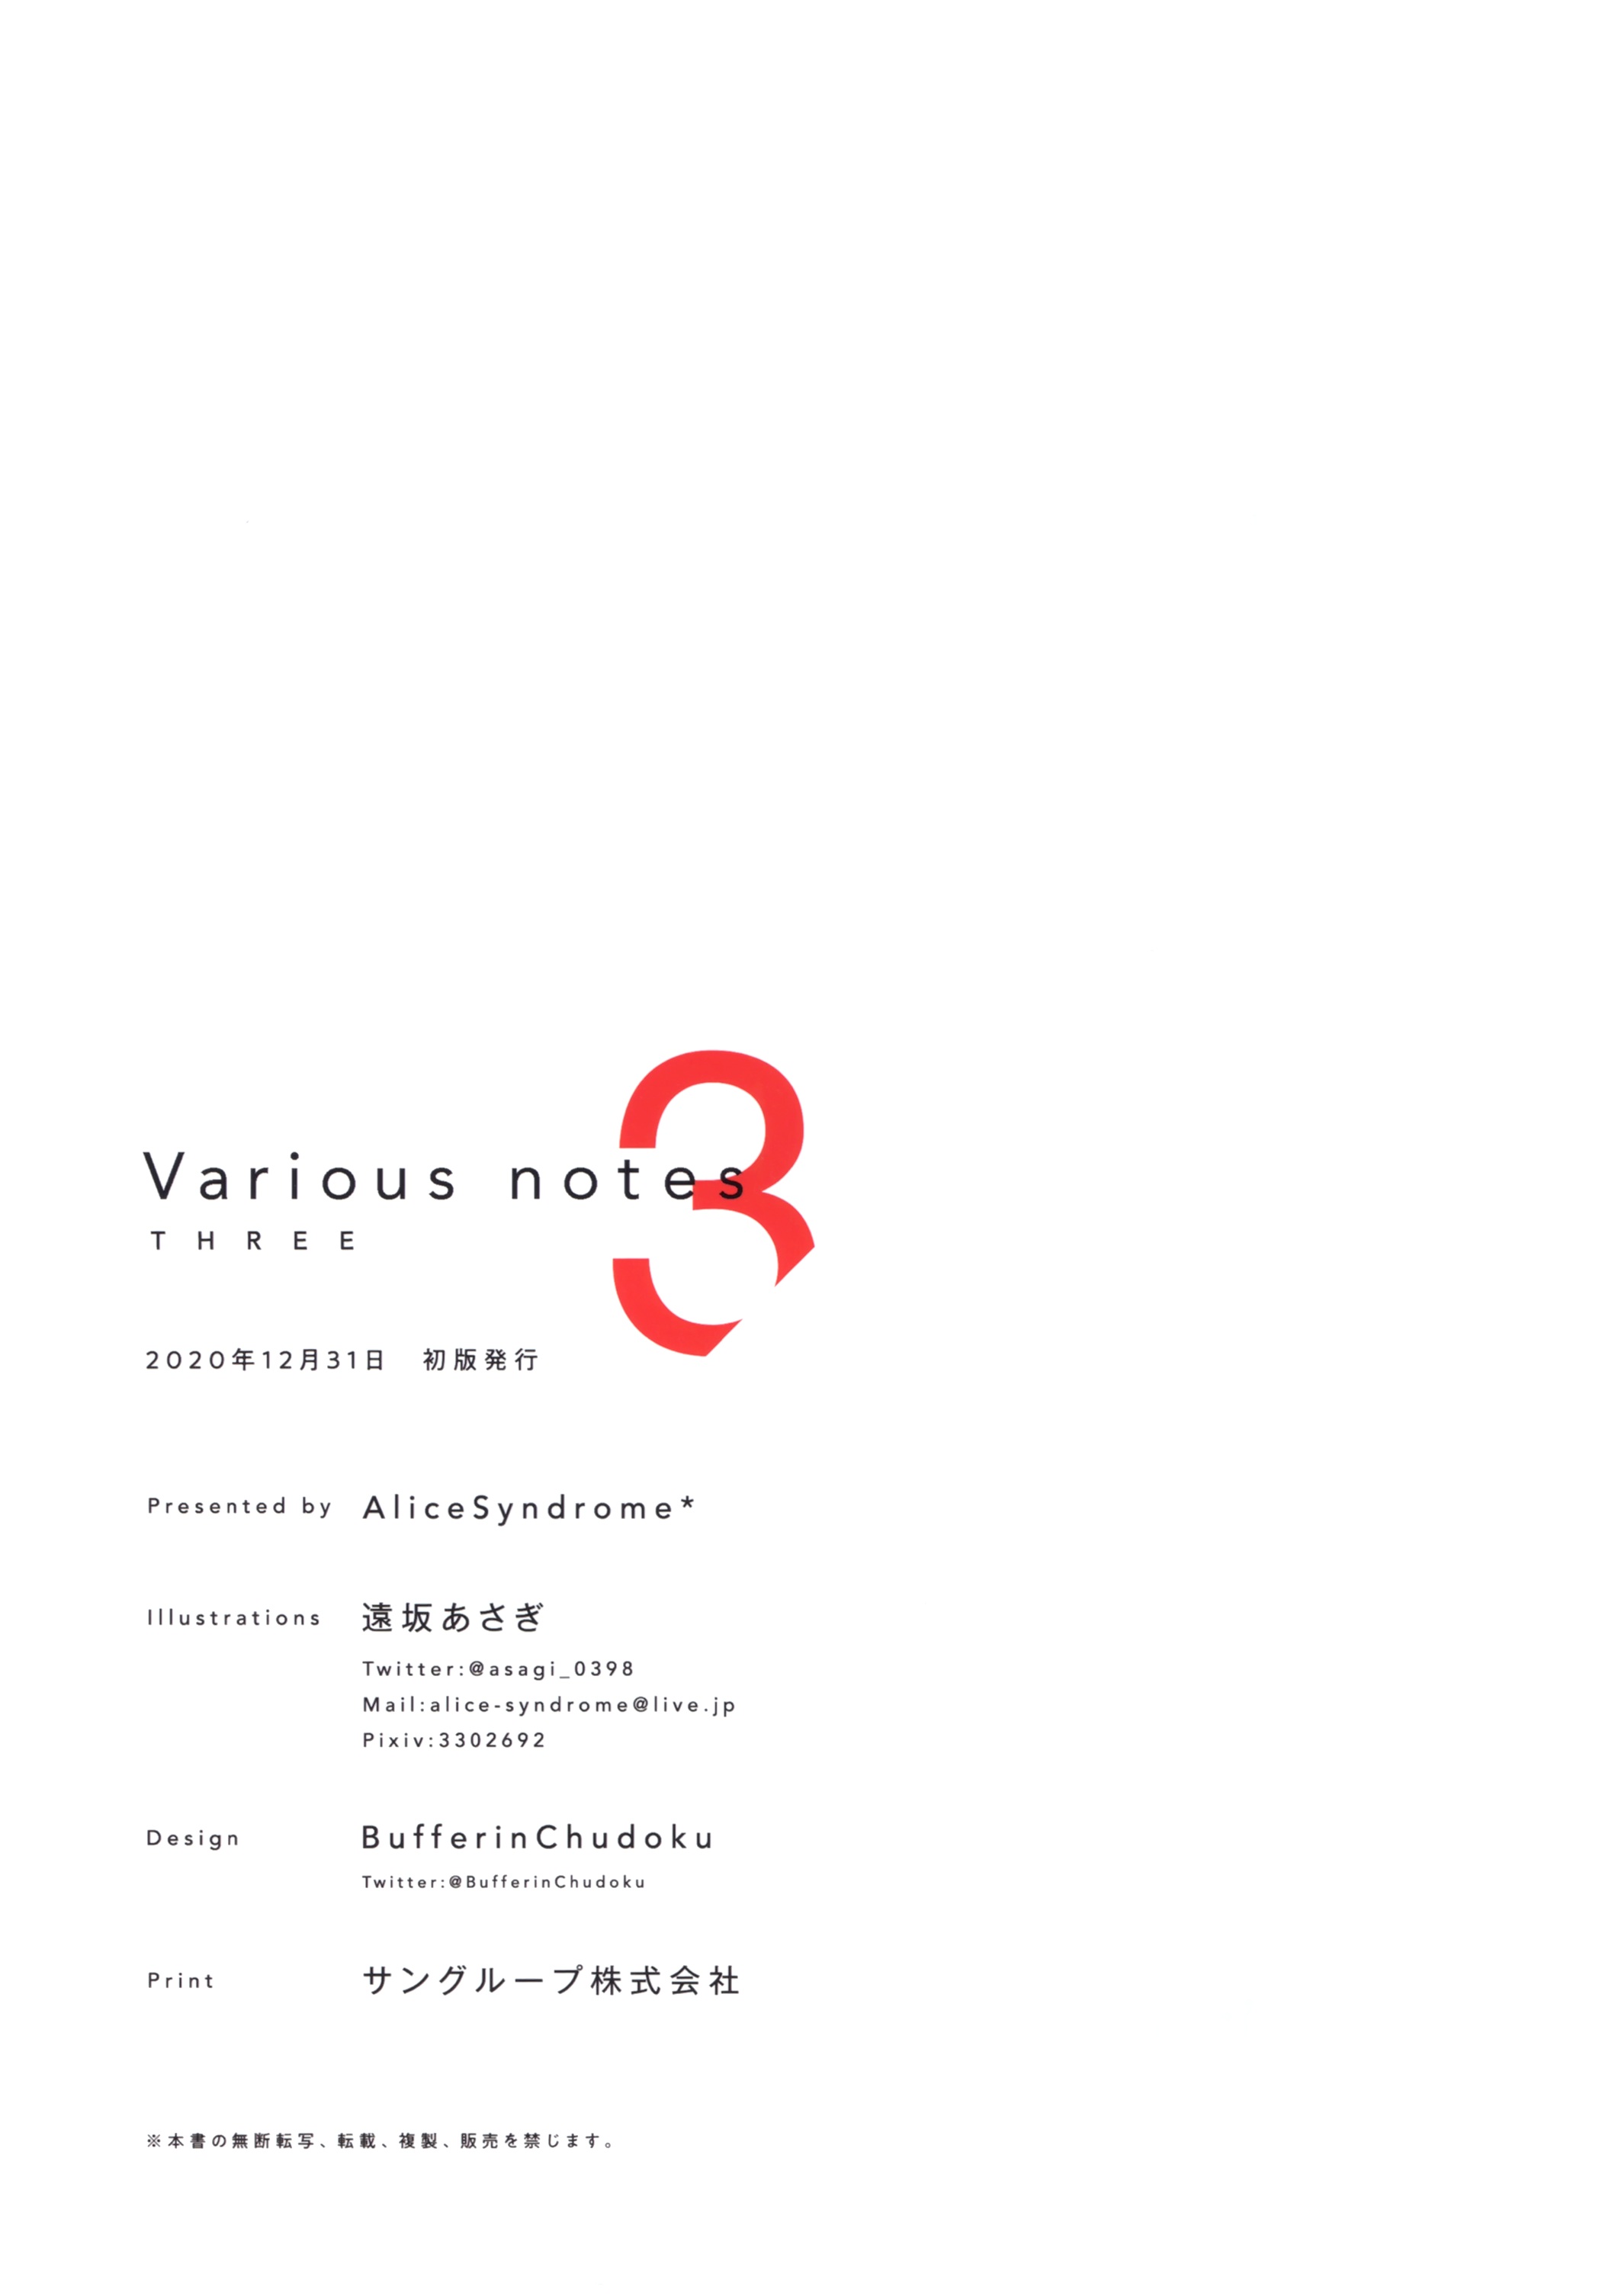 Various notes
3
THREE
2020年12月31日　初版発行
Presented by AliceSyndrome*
Illustrations 遠坂あさぎ
Twitter:@asagi_0398
Mail:alice-syndrome@live.jp
Pixiv:3302692
Design BufferinChudoku
Twitter:@BufferinChudoku
Print サングループ株式会社
※本書の無断転写、転載、複製、販売を禁じます。